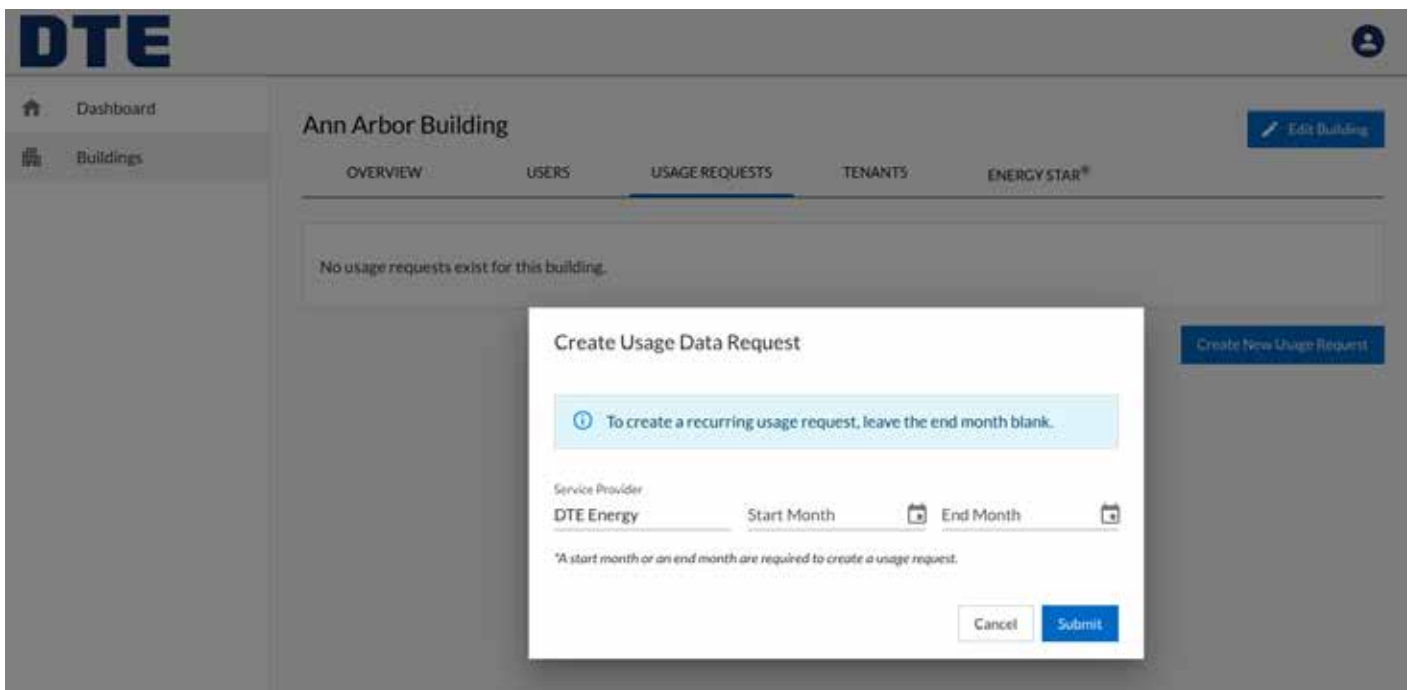 DTE
Dashboard
Buildings
Ann Arbor Building
Edit Building
OVERVIEW USERS USAGE REQUESTS TENANTS ENERGY STAR®
No usage requests exist for this building.
Create New Usage Request
Create Usage Data Request
To create a recurring usage request, leave the end month blank.
Service Provider
DTE Energy Start Month End Month
*A start month or an end month are required to create a usage request.
Cancel Submit